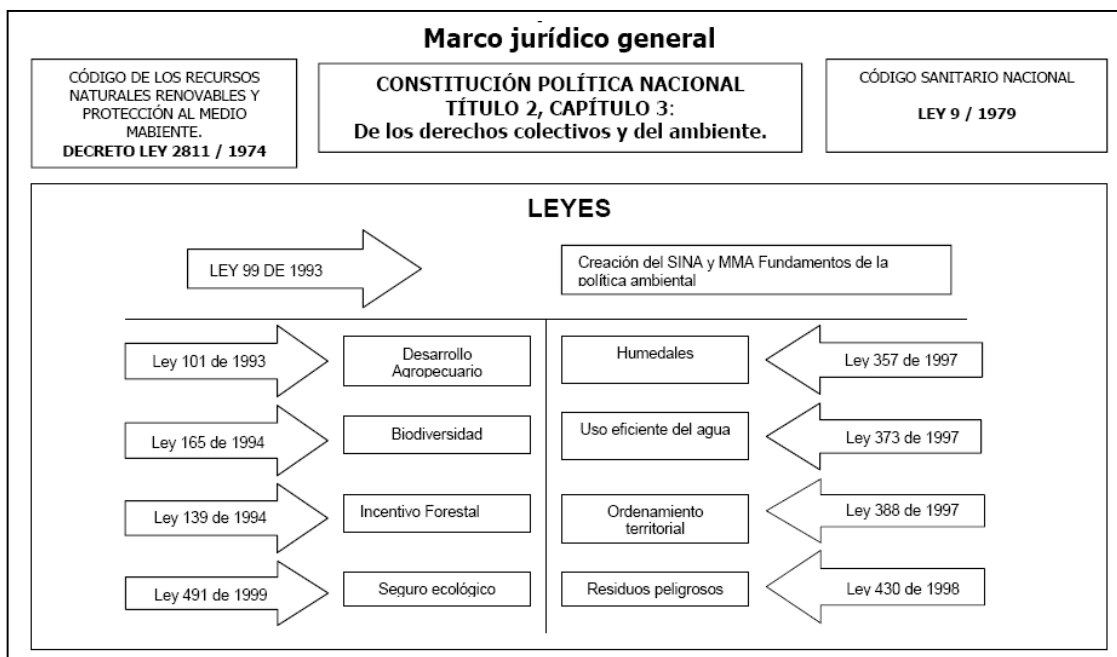 Marco jurídico general
CÓDIGO DE LOS RECURSOS
NATURALES RENOVABLES Y
PROTECCIÓN AL MEDIO
MABIENTE.
DECRETO LEY 2811 / 1974
CONSTITUCIÓN POLÍTICA NACIONAL
TÍTULO 2, CAPÍTULO 3:
De los derechos colectivos y del ambiente.
CÓDIGO SANITARIO NACIONAL
LEY 9 / 1979
LEYES
LEY 99 DE 1993
Creación del SINA y MMA Fundamentos de la
política ambiental
Ley 101 de 1993
Desarrollo
Agropecuario
Humedales
Ley 357 de 1997
Ley 165 de 1994
Biodiversidad
Uso eficiente del agua
Ley 373 de 1997
Ley 139 de 1994
Incentivo Forestal
Ordenamiento
territorial
Ley 388 de 1997
Ley 491 de 1999
Seguro ecológico
Residuos peligrosos
Ley 430 de 1998